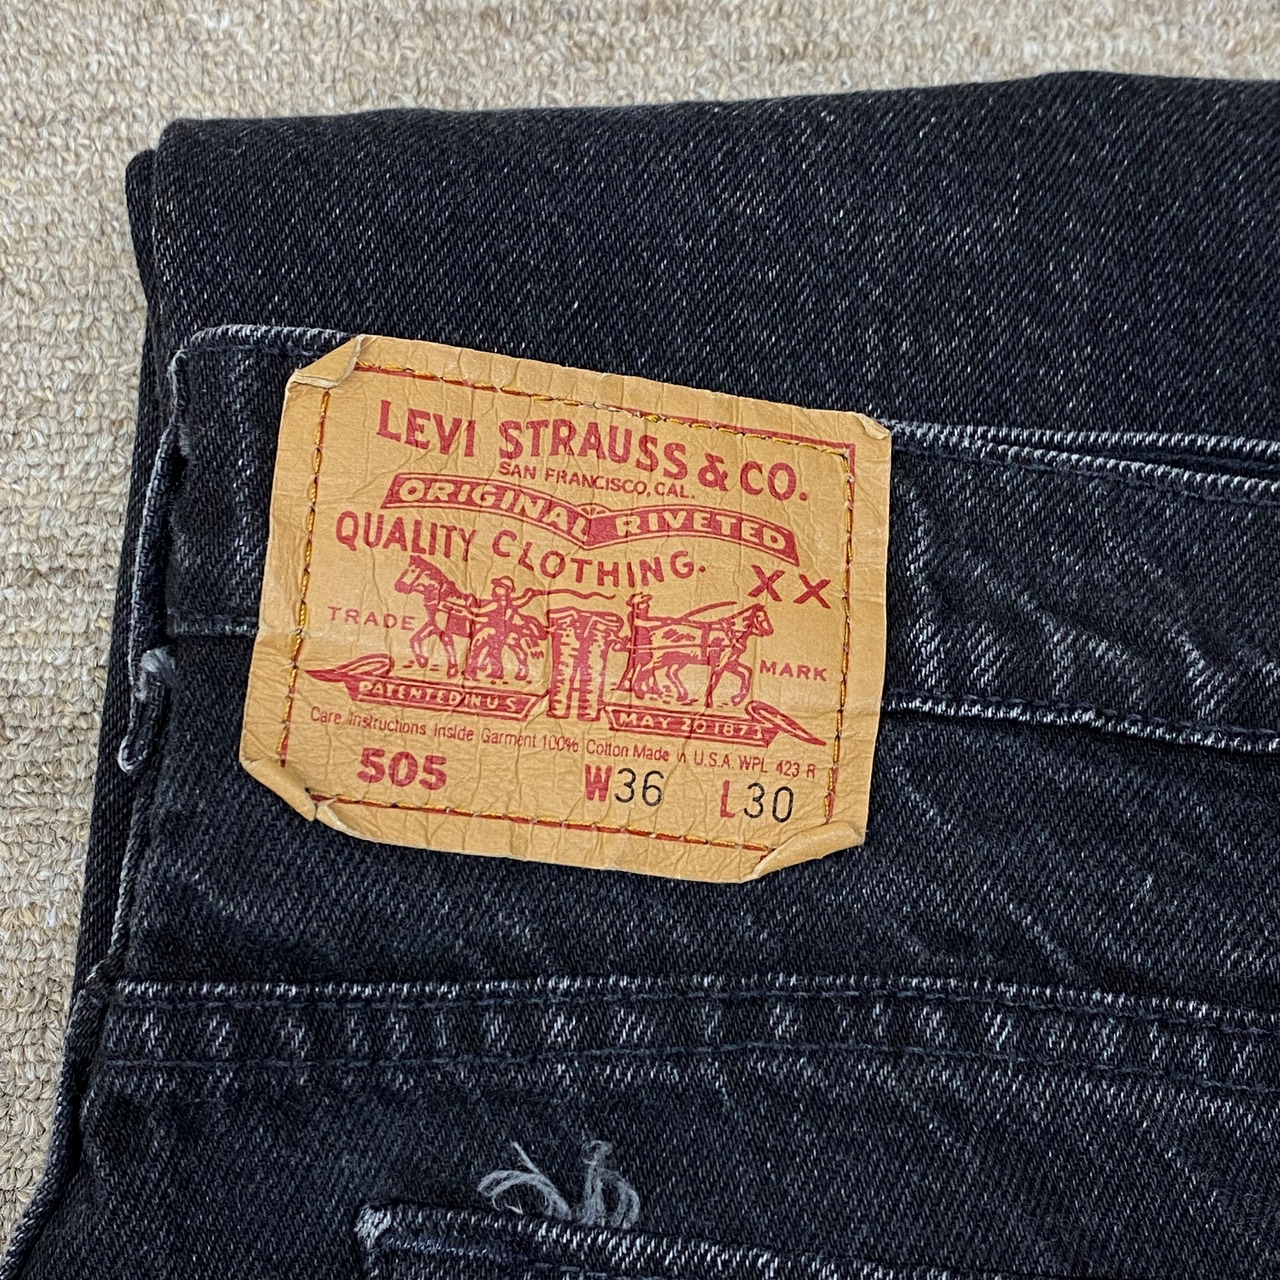 LEVI STRAUSS & CO.
SAN FRANCISCO, CAL.
ORIGINAL RIVETED
QUALITY CLOTHING.
XX
TRADE MARK
PATENTED IN U.S. MAY 20 1873
Care Instructions Inside Garment 100% Cotton Made in U.S.A. WPL 423 R
505 W36 L30